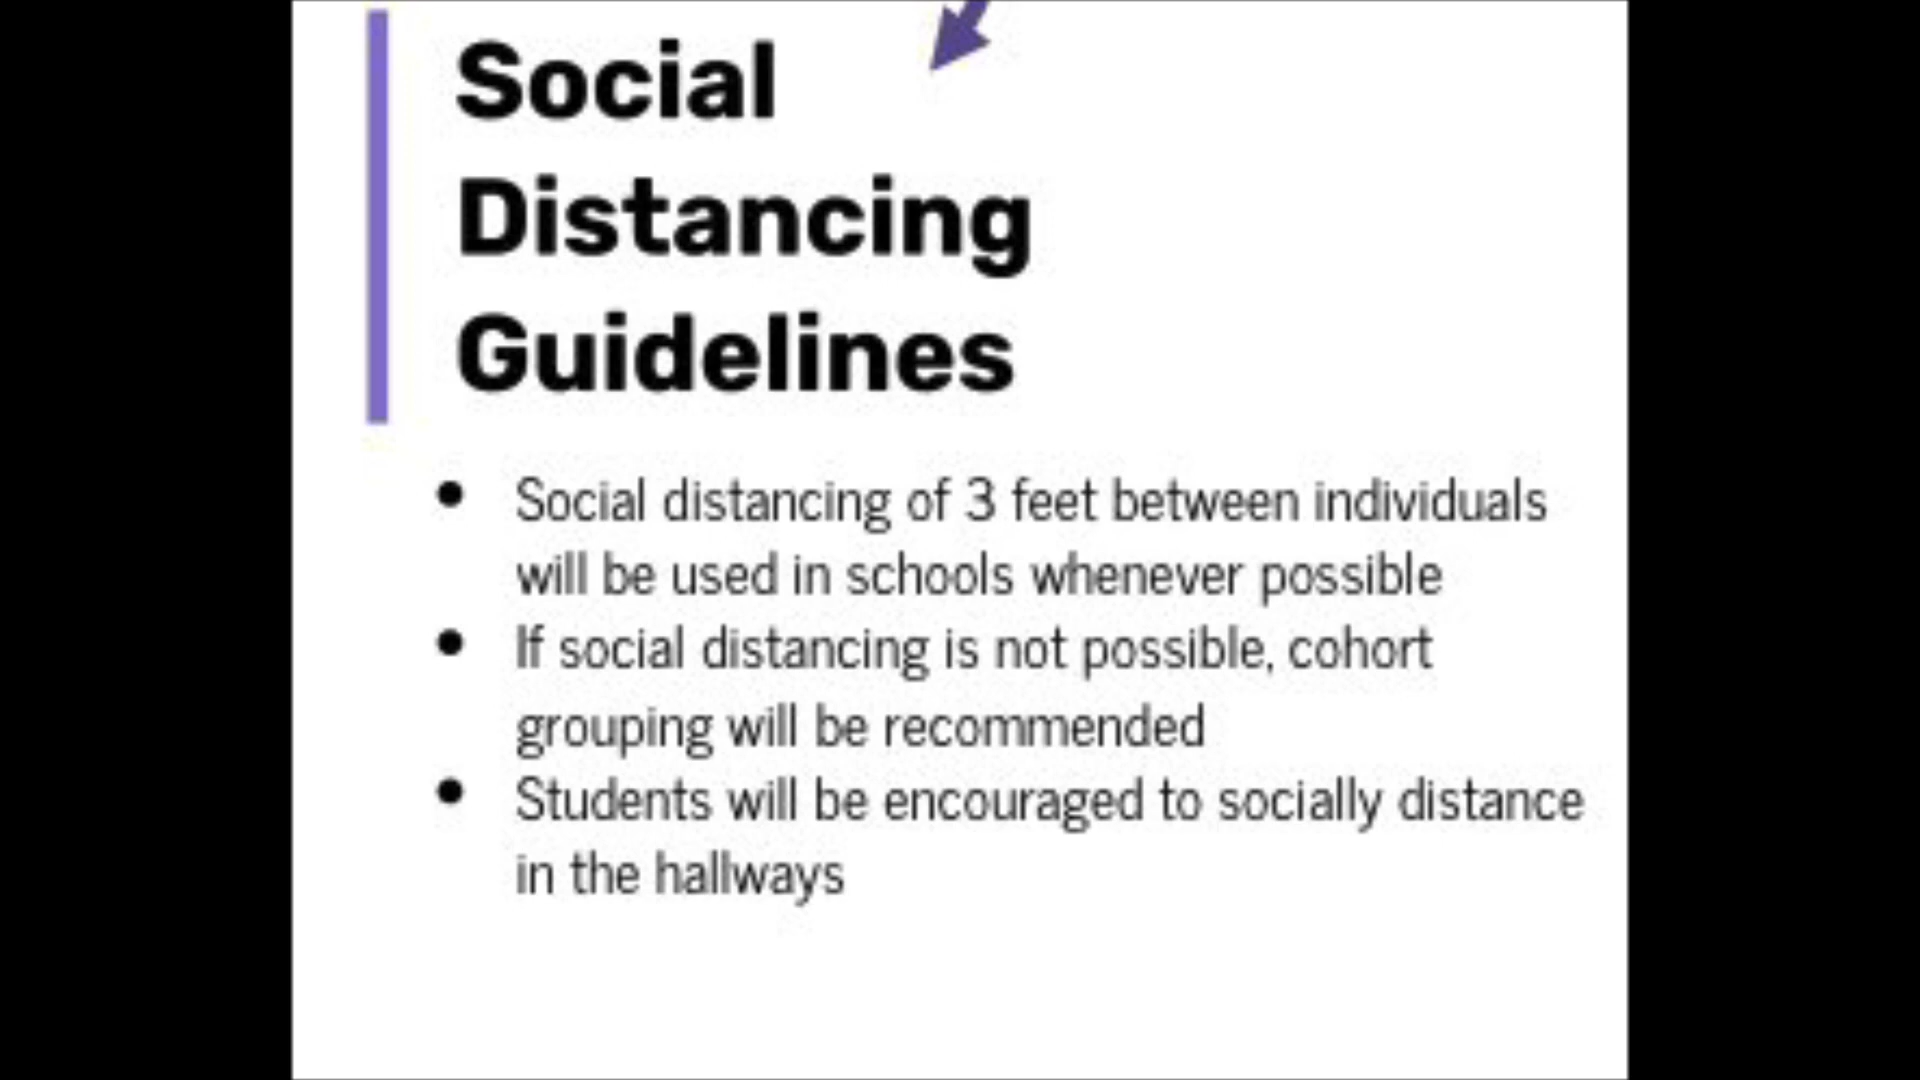 Social
Distancing
Guidelines
• Social distancing of 3 feet between individuals
will be used in schools whenever possible
• If social distancing is not possible, cohort
grouping will be recommended
• Students will be encouraged to socially distance
in the hallways